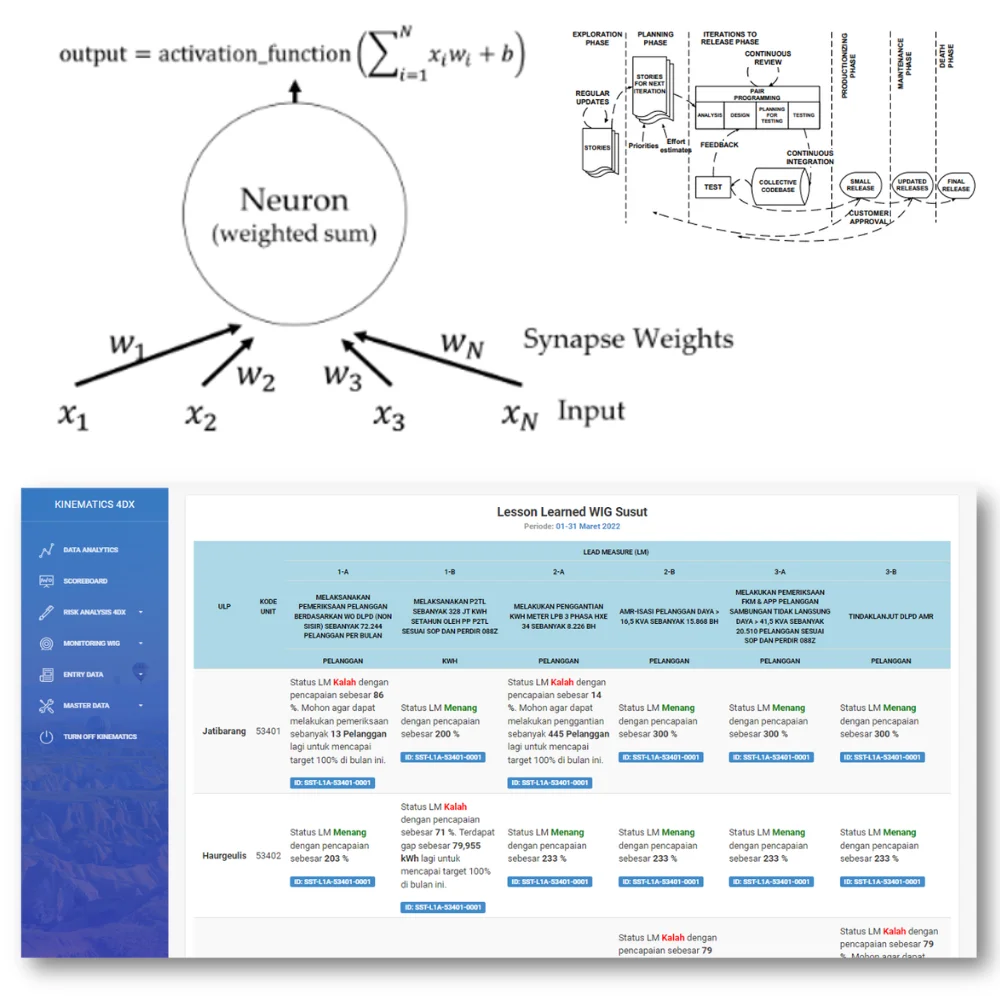 output = activation_function(∑_{i=1}^{N} x_i w_i + b)
Neuron
(weighted sum)
w_1
w_2
w_3
w_N
Synapse Weights
x_1
x_2
x_3
x_N
Input
EXPLORATION
PHASE
PLANNING
PHASE
ITERATIONS TO
RELEASE PHASE
PRODUCTIONIZING
PHASE
MAINTENANCE
PHASE
DEATH
PHASE
CONTINUOUS
REVIEW
STORIES
FOR NEXT
ITERATION
REGULAR
UPDATES
PAIR
PROGRAMMING
ANALYSIS
DESIGN
PLANNING
FOR
TESTING
TESTING
STORIES
Priorities
Effort
estimates
FEEDBACK
CONTINUOUS
INTEGRATION
TEST
COLLECTIVE
CODEBASE
SMALL
RELEASE
UPDATED
RELEASES
FINAL
RELEASE
CUSTOMER
APPROVAL
KINEMATICS 4DX
DATA ANALYTICS
SCOREBOARD
RISK ANALYSIS 4DX
MONITORING WIG
ENTRY DATA
MASTER DATA
TURN OFF KINEMATICS
Lesson Learned WIG Susut
Periode: 01-31 Maret 2022
ULP
KODE
UNIT
LEAD MEASURE (LM)
1-A
1-B
2-A
2-B
3-A
3-B
MELAKSANAKAN
PEMERIKSAAN PELANGGAN
BERDASARKAN WO DLPD (NON
SISIR) SEBANYAK 72.244
PELANGGAN PER BULAN
MELAKSANAKAN P2TL
SEBANYAK 328 JT KWH
SETAHUN OLEH PP P2TL
SESUAI SOP DAN PERDIR 088Z
MELAKUKAN PENGGANTIAN
KWH METER LPB 3 PHASA HXE
34 SEBANYAK 8.226 BH
AMR-ISASI PELANGGAN DAYA >
16,5 KVA SEBANYAK 15.868 BH
MELAKUKAN PEMERIKSAAN
FKM & APP PELANGGAN
SAMBUNGAN TIDAK LANGSUNG
DAYA > 41,5 KVA SEBANYAK
20.510 PELANGGAN SESUAI
SOP DAN PERDIR 088Z
TINDAKLANJUT DLPD AMR
PELANGGAN
KWH
PELANGGAN
PELANGGAN
PELANGGAN
PELANGGAN
Jatibarang
53401
Status LM Kalah dengan
pencapaian sebesar 86
%. Mohon agar dapat
melakukan pemeriksaan
sebanyak 13 Pelanggan
lagi untuk mencapai
target 100% di bulan ini.
ID: SST-L1A-53401-0001
Status LM Menang
dengan pencapaian
sebesar 200 %
ID: SST-L1A-53401-0001
Status LM Kalah dengan
pencapaian sebesar 14
%. Mohon agar dapat
melakukan penggantian
sebanyak 445 Pelanggan
lagi untuk mencapai
target 100% di bulan ini.
ID: SST-L1A-53401-0001
Status LM Menang
dengan pencapaian
sebesar 300 %
ID: SST-L1A-53401-0001
Status LM Menang
dengan pencapaian
sebesar 300 %
ID: SST-L1A-53401-0001
Status LM Menang
dengan pencapaian
sebesar 300 %
ID: SST-L1A-53401-0001
Haurgeulis
53402
Status LM Menang
dengan pencapaian
sebesar 203 %
ID: SST-L1A-53401-0001
Status LM Kalah
dengan pencapaian
sebesar 71 %. Terdapat
gap sebesar 79,955
kWh lagi untuk
mencapai target 100%
di bulan ini.
ID: SST-L1A-53401-0001
Status LM Menang
dengan pencapaian
sebesar 233 %
ID: SST-L1A-53401-0001
Status LM Menang
dengan pencapaian
sebesar 233 %
ID: SST-L1A-53401-0001
Status LM Menang
dengan pencapaian
sebesar 233 %
ID: SST-L1A-53401-0001
Status LM Menang
dengan pencapaian
sebesar 233 %
ID: SST-L1A-53401-0001
Status LM Kalah dengan
pencapaian sebesar 79
Status LM Kalah dengan
pencapaian sebesar 79
%. Mohon agar dapat